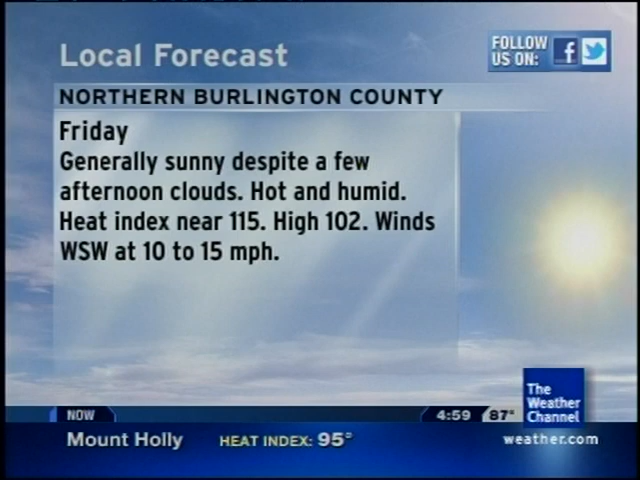 Local Forecast
FOLLOW
US ON:
NORTHERN BURLINGTON COUNTY
Friday
Generally sunny despite a few
afternoon clouds. Hot and humid.
Heat index near 115. High 102. Winds
WSW at 10 to 15 mph.
The
Weather
Channel
NOW
4:59
87°
Mount Holly
HEAT INDEX: 95°
weather.com